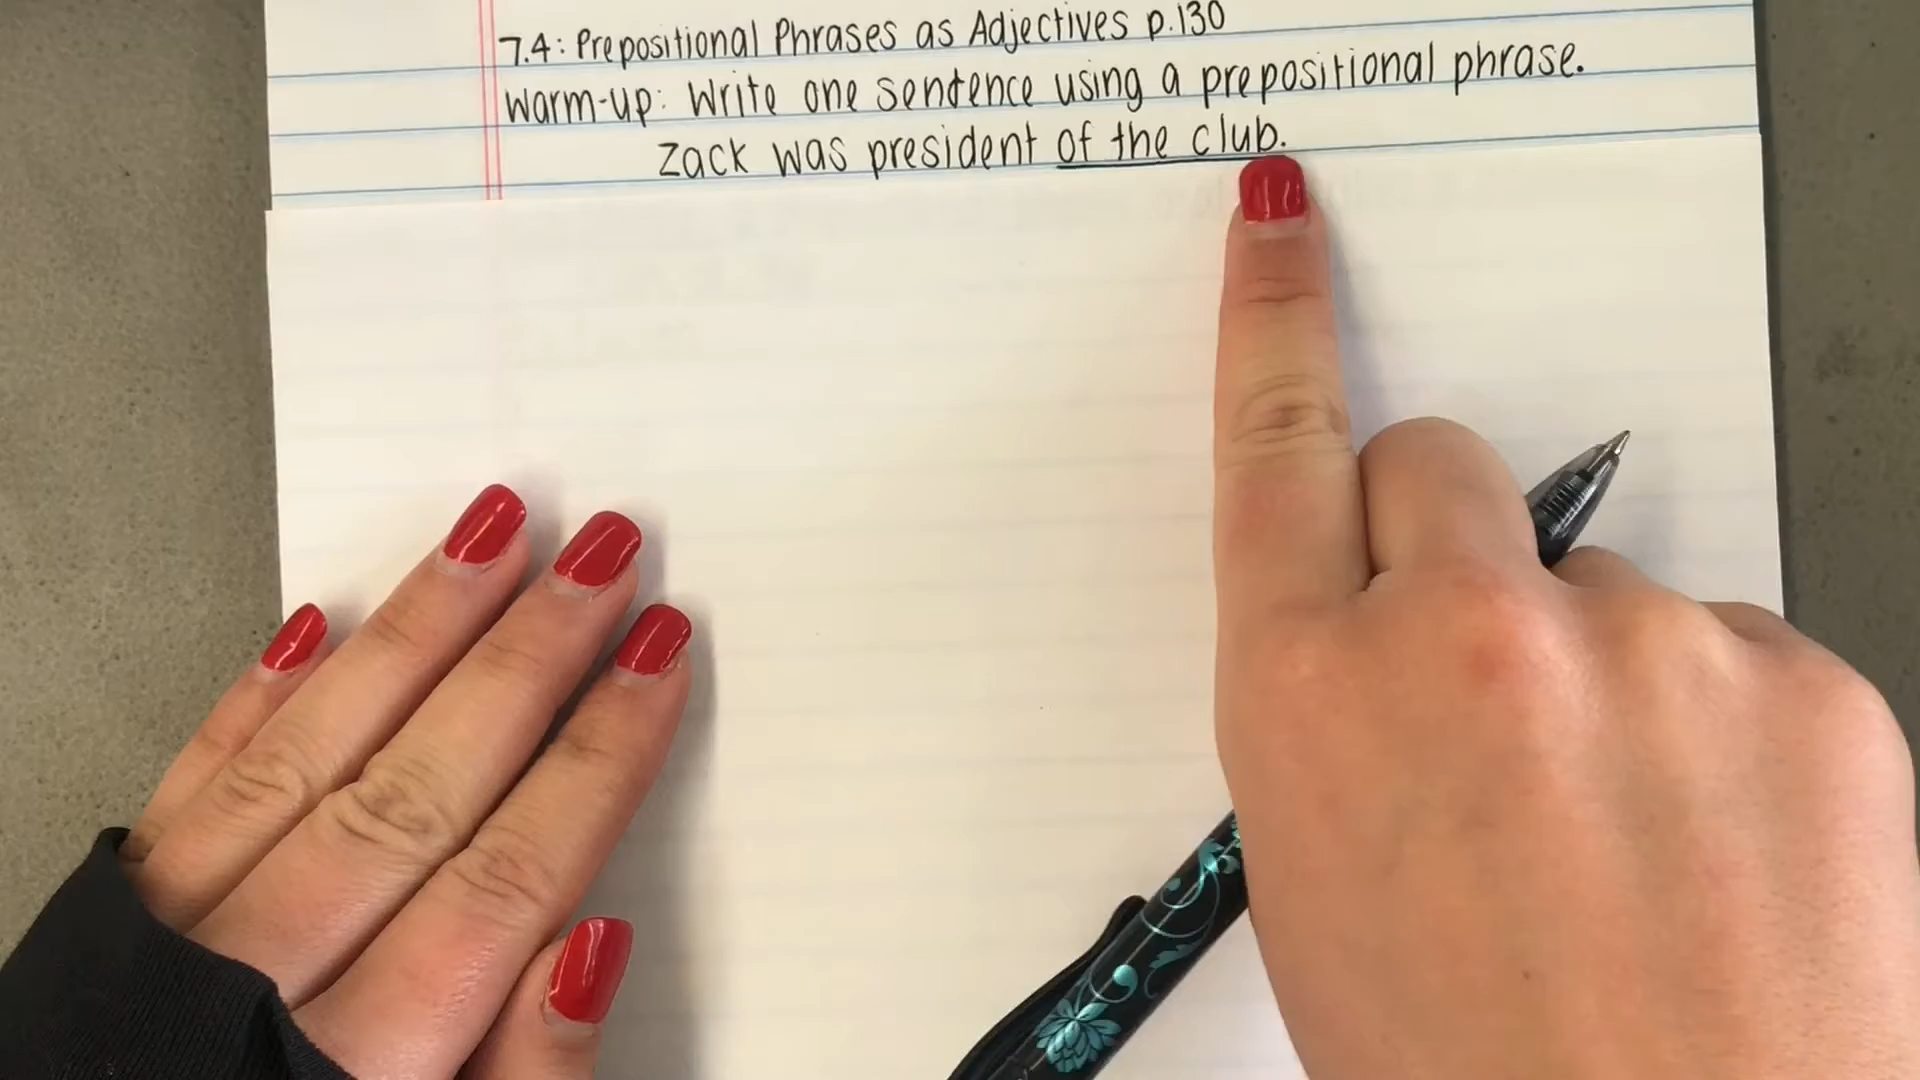 7.4: Prepositional Phrases as Adjectives p.130
Warm-up: Write one sentence using a prepositional phrase.
Zack was president of the club.